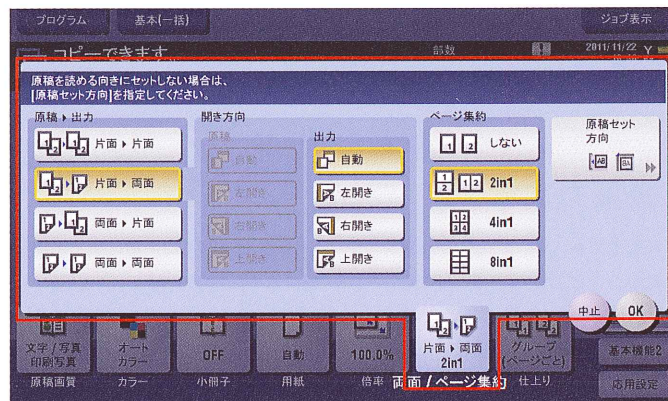 プログラム
基本(一括)
ジョブ表示
コピーできます。
部数
2011/11/22
原稿を読める向きにセットしない場合は、
[原稿セット方向]を指定してください。
原稿▶出力
片面▶片面
片面▶両面
両面▶片面
両面▶両面
開き方向
原稿
自動
左開き
右開き
上開き
出力
自動
左開き
右開き
上開き
ページ集約
しない
2in1
4in1
8in1
原稿セット
方向
中止
OK
文字/写真
印刷写真
オート
カラー
OFF
自動
100.0%
片面▶両面
2in1
グループ
(ページごと)
基本機能2
原稿画質
カラー
小冊子
用紙
倍率
両面/ページ集約
仕上り
応用設定